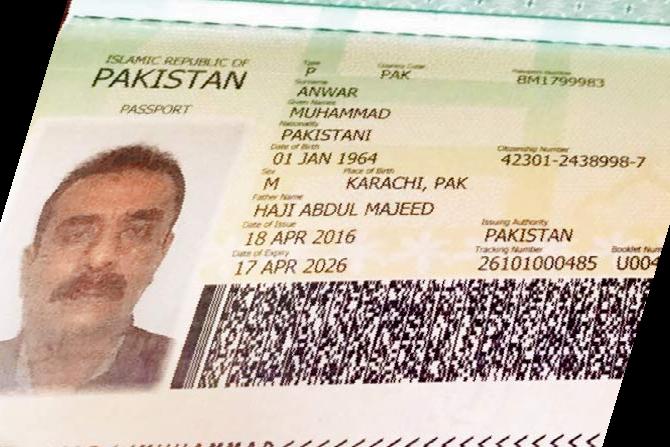 ISLAMIC REPUBLIC OF
PAKISTAN
PASSPORT
Type Country Code Passport Number
P PAK BM1799983
Surname
ANWAR
Given Names
MUHAMMAD
Nationality
PAKISTANI
Date of Birth Citizenship Number
01 JAN 1964 42301-2438998-7
Sex Place of Birth
M KARACHI, PAK
Father Name
HAJI ABDUL MAJEED
Date of Issue Issuing Authority
18 APR 2016 PAKISTAN
Date of Expiry Tracking Number Booklet Num
17 APR 2026 26101000485 U004
MUHAMMAD<<<<<<<<<<<<<<<<<<<